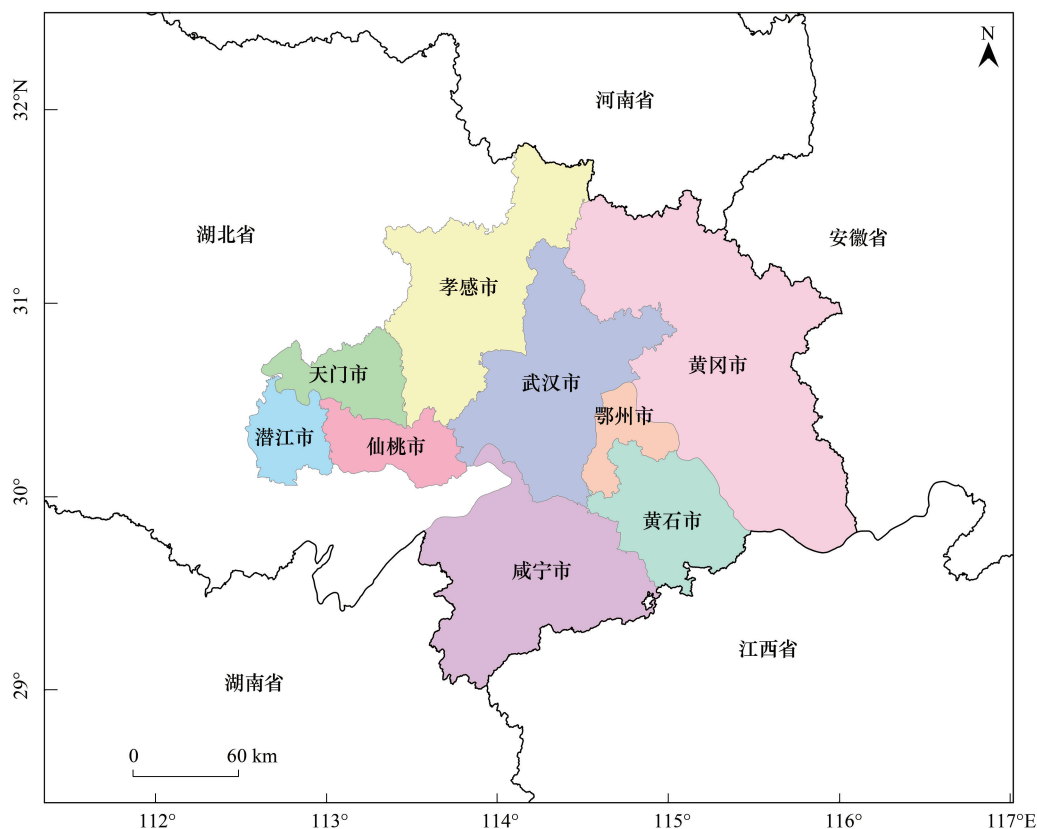 N
32°N
河南省
湖北省
安徽省
孝感市
31°
黄冈市
天门市
武汉市
鄂州市
潜江市
仙桃市
30°
黄石市
咸宁市
江西省
湖南省
29°
0 60 km
112° 113° 114° 115° 116° 117°E